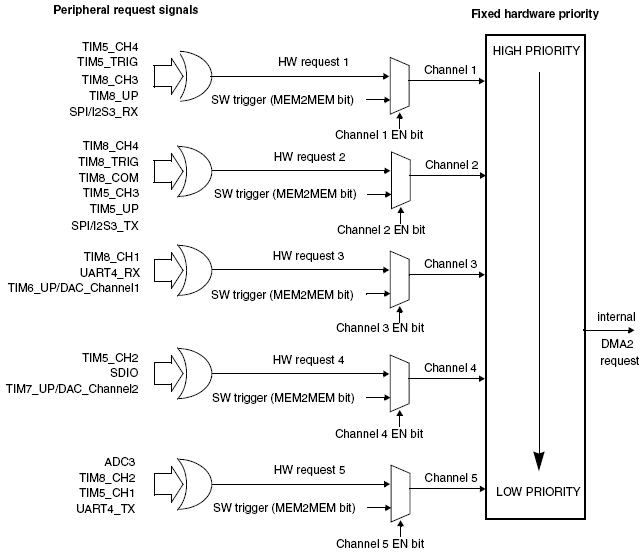 Peripheral request signals
Fixed hardware priority
TIM5_CH4
TIM5_TRIG
TIM8_CH3
TIM8_UP
SPI/I2S3_RX
HW request 1
SW trigger (MEM2MEM bit)
Channel 1 EN bit
Channel 1
TIM8_CH4
TIM8_TRIG
TIM8_COM
TIM5_CH3
TIM5_UP
SPI/I2S3_TX
HW request 2
SW trigger (MEM2MEM bit)
Channel 2 EN bit
Channel 2
TIM8_CH1
UART4_RX
TIM6_UP/DAC_Channel1
HW request 3
SW trigger (MEM2MEM bit)
Channel 3 EN bit
Channel 3
TIM5_CH2
SDIO
TIM7_UP/DAC_Channel2
HW request 4
SW trigger (MEM2MEM bit)
Channel 4 EN bit
Channel 4
ADC3
TIM8_CH2
TIM5_CH1
UART4_TX
HW request 5
SW trigger (MEM2MEM bit)
Channel 5 EN bit
Channel 5
HIGH PRIORITY
LOW PRIORITY
internal
DMA2
request